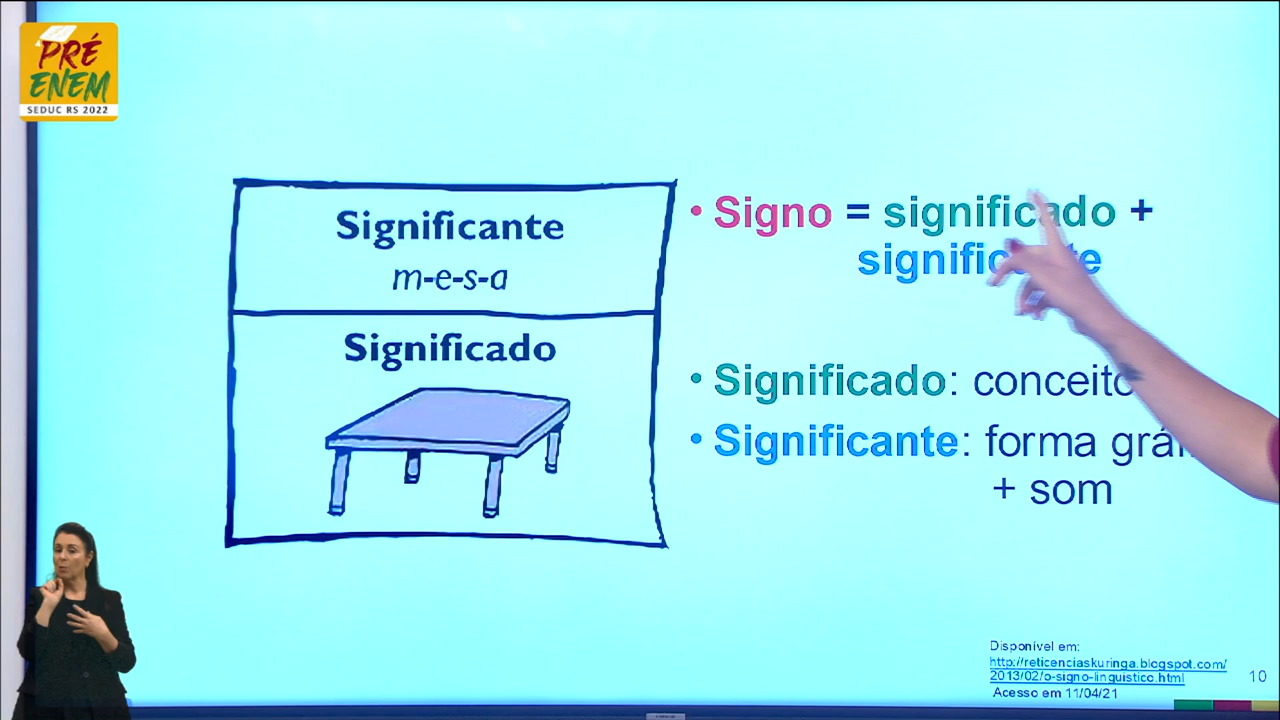 PRÉ
ENEM
SEDUC RS 2022
Significante
m-e-s-a
Significado
• Signo = significado +
significante
• Significado: conceito
• Significante: forma
+ som
Disponível em:
http://reticenciaskuringa.blogspot.com/
2013/02/o-signo-linguistico.html
Acesso em 11/04/21
10